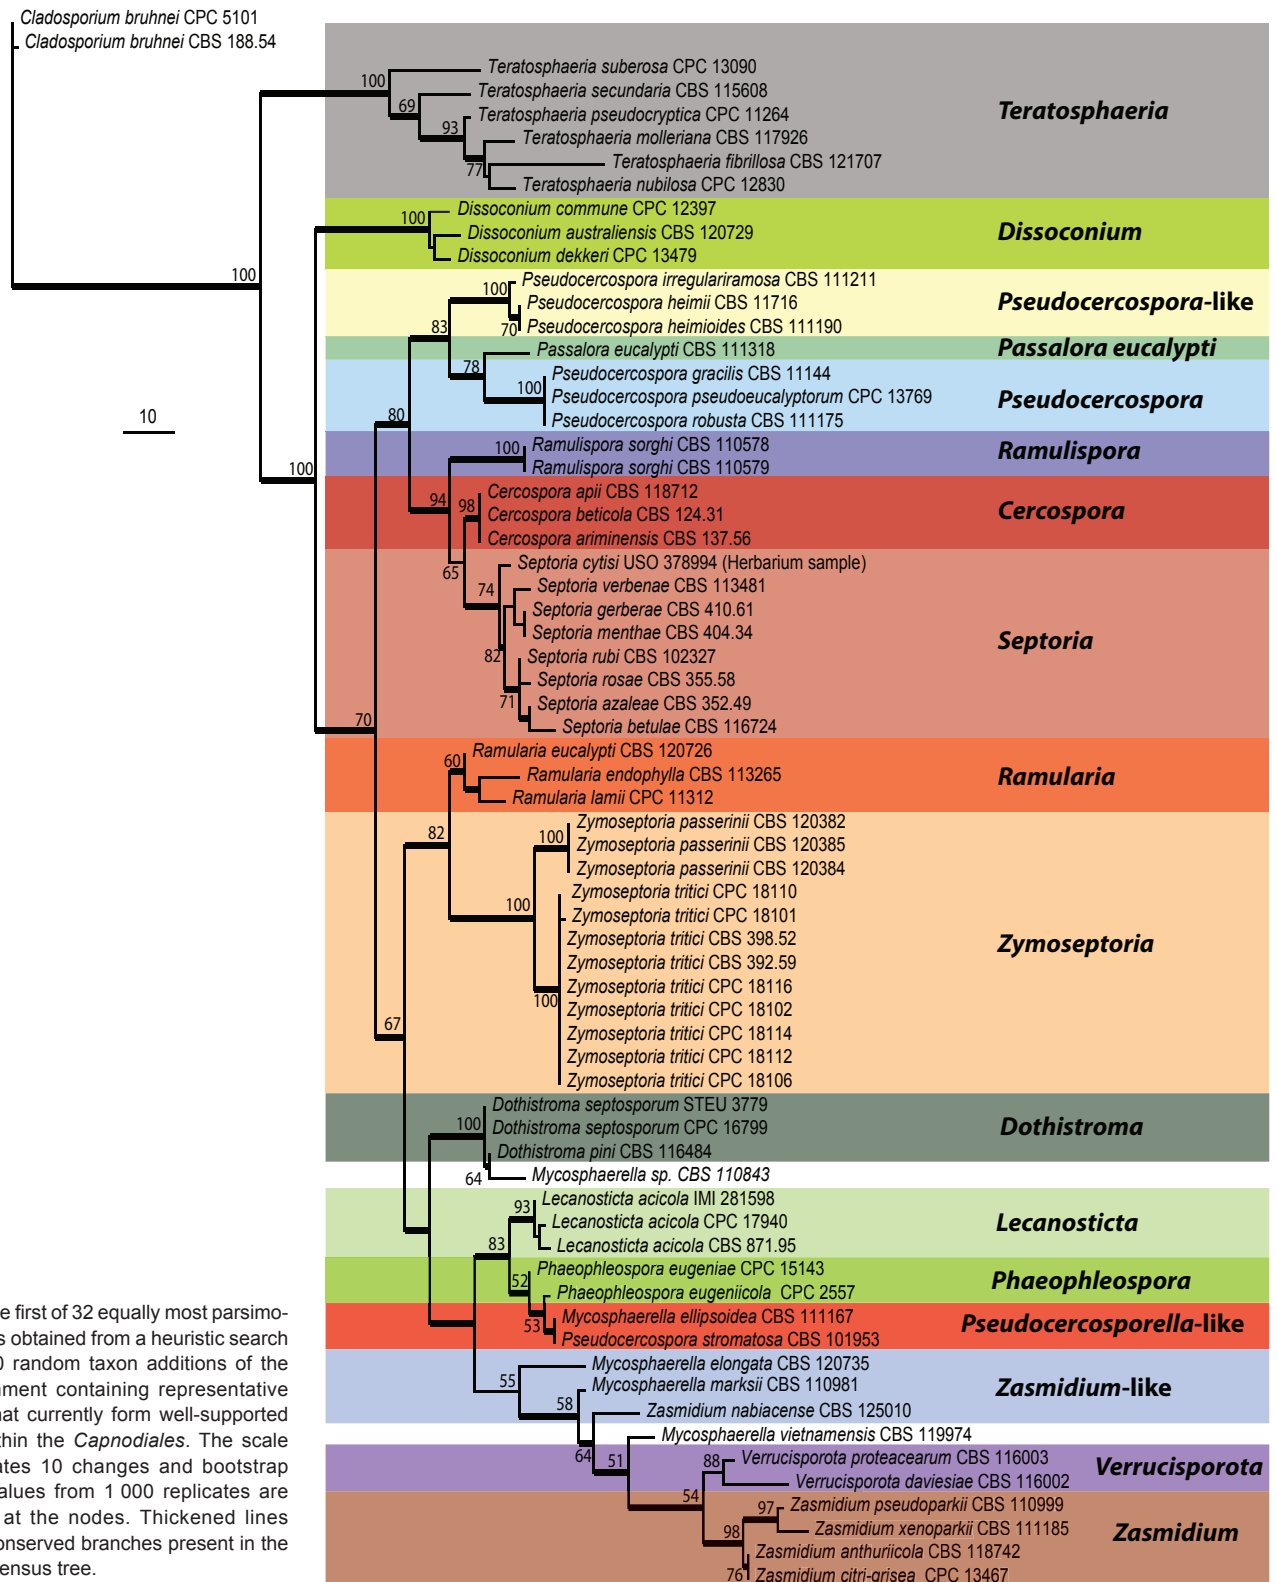 Cladosporium bruhnei CPC 5101
Cladosporium bruhnei CBS 188.54
Teratosphaeria suberosa CPC 13090
100
Teratosphaeria secundaria CBS 115608
69
Teratosphaeria pseudocryptica CPC 11264
Teratosphaeria
93
Teratosphaeria molleriana CBS 117926
Teratosphaeria fibrillosa CBS 121707
77
Teratosphaeria nubilosa CPC 12830
Dissoconium commune CPC 12397
100
Dissoconium australiensis CBS 120729
Dissoconium
Dissoconium dekkeri CPC 13479
100
Pseudocercospora irregulariramosa CBS 111211
100
Pseudocercospora heimii CBS 11716
Pseudocercospora-like
83
70
Pseudocercospora heimioides CBS 111190
Passalora eucalypti CBS 111318
Passalora eucalypti
78
Pseudocercospora gracilis CBS 11144
100
Pseudocercospora pseudoeucalyptorum CPC 13769
Pseudocercospora
10
80
Pseudocercospora robusta CBS 111175
100
Ramulispora sorghi CBS 110578
Ramulispora
100
Ramulispora sorghi CBS 110579
94
Cercospora apii CBS 118712
98
Cercospora beticola CBS 124.31
Cercospora
Cercospora ariminensis CBS 137.56
65
Septoria cytisi USO 378994 (Herbarium sample)
74
Septoria verbenae CBS 113481
Septoria gerberae CBS 410.61
Septoria menthae CBS 404.34
Septoria
82
Septoria rubi CBS 102327
Septoria rosae CBS 355.58
71
Septoria azaleae CBS 352.49
70
Septoria betulae CBS 116724
Ramularia eucalypti CBS 120726
60
Ramularia endophylla CBS 113265
Ramularia
Ramularia lamii CPC 11312
82
Zymoseptoria passerinii CBS 120382
100
Zymoseptoria passerinii CBS 120385
Zymoseptoria passerinii CBS 120384
Zymoseptoria tritici CPC 18110
100
Zymoseptoria tritici CPC 18101
Zymoseptoria tritici CBS 398.52
Zymoseptoria
Zymoseptoria tritici CBS 392.59
Zymoseptoria tritici CPC 18116
100
Zymoseptoria tritici CPC 18102
67
Zymoseptoria tritici CPC 18114
Zymoseptoria tritici CPC 18112
Zymoseptoria tritici CPC 18106
Dothistroma septosporum STEU 3779
100
Dothistroma septosporum CPC 16799
Dothistroma
Dothistroma pini CBS 116484
64
Mycosphaerella sp. CBS 110843
Lecanosticta acicola IMI 281598
93
Lecanosticta acicola CPC 17940
Lecanosticta
83
Lecanosticta acicola CBS 871.95
Phaeophleospora eugeniae CPC 15143
52
Phaeophleospora eugeniicola CPC 2557
Phaeophleospora
Mycosphaerella ellipsoidea CBS 111167
53
Pseudocercospora stromatosa CBS 101953
Pseudocercosporella-like
Mycosphaerella elongata CBS 120735
55
Mycosphaerella marksii CBS 110981
Zasmidium-like
58
Zasmidium nabiacense CBS 125010
Mycosphaerella vietnamensis CBS 119974
64
51
Verrucisporota proteacearum CBS 116003
88
Verrucisporota daviesiae CBS 116002
Verrucisporota
54
Zasmidium pseudoparkii CBS 110999
97
Zasmidium xenoparkii CBS 111185
Zasmidium
98
Zasmidium anthuriicola CBS 118742
76
Zasmidium citri-grisea CPC 13467
e first of 32 equally most parsimo-
s obtained from a heuristic search
0 random taxon additions of the
ment containing representative
hat currently form well-supported
thin the Capnodiales. The scale
ates 10 changes and bootstrap
alues from 1 000 replicates are
at the nodes. Thickened lines
onserved branches present in the
ensus tree.